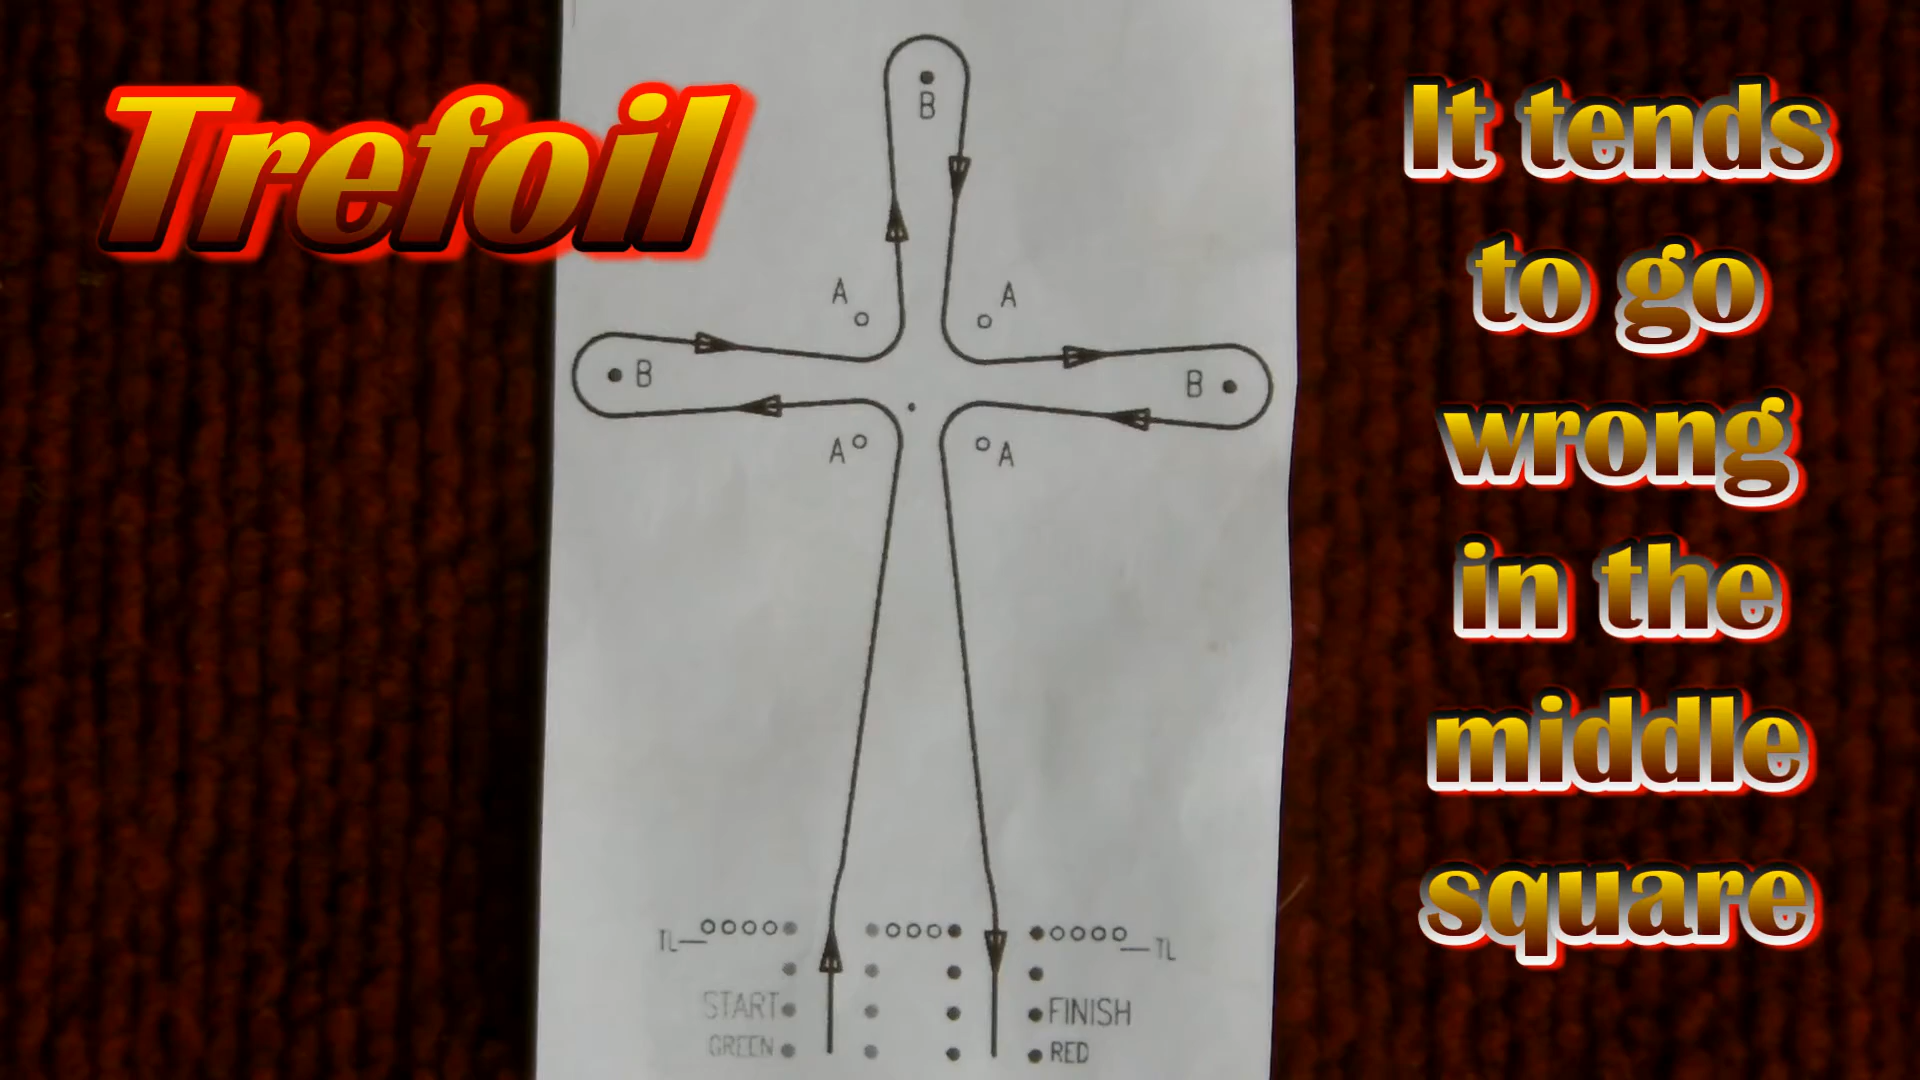 Trefoil
It tends
to go
wrong
in the
middle
square
B
A A
B B
A A
TL TL
START FINISH
GREEN RED